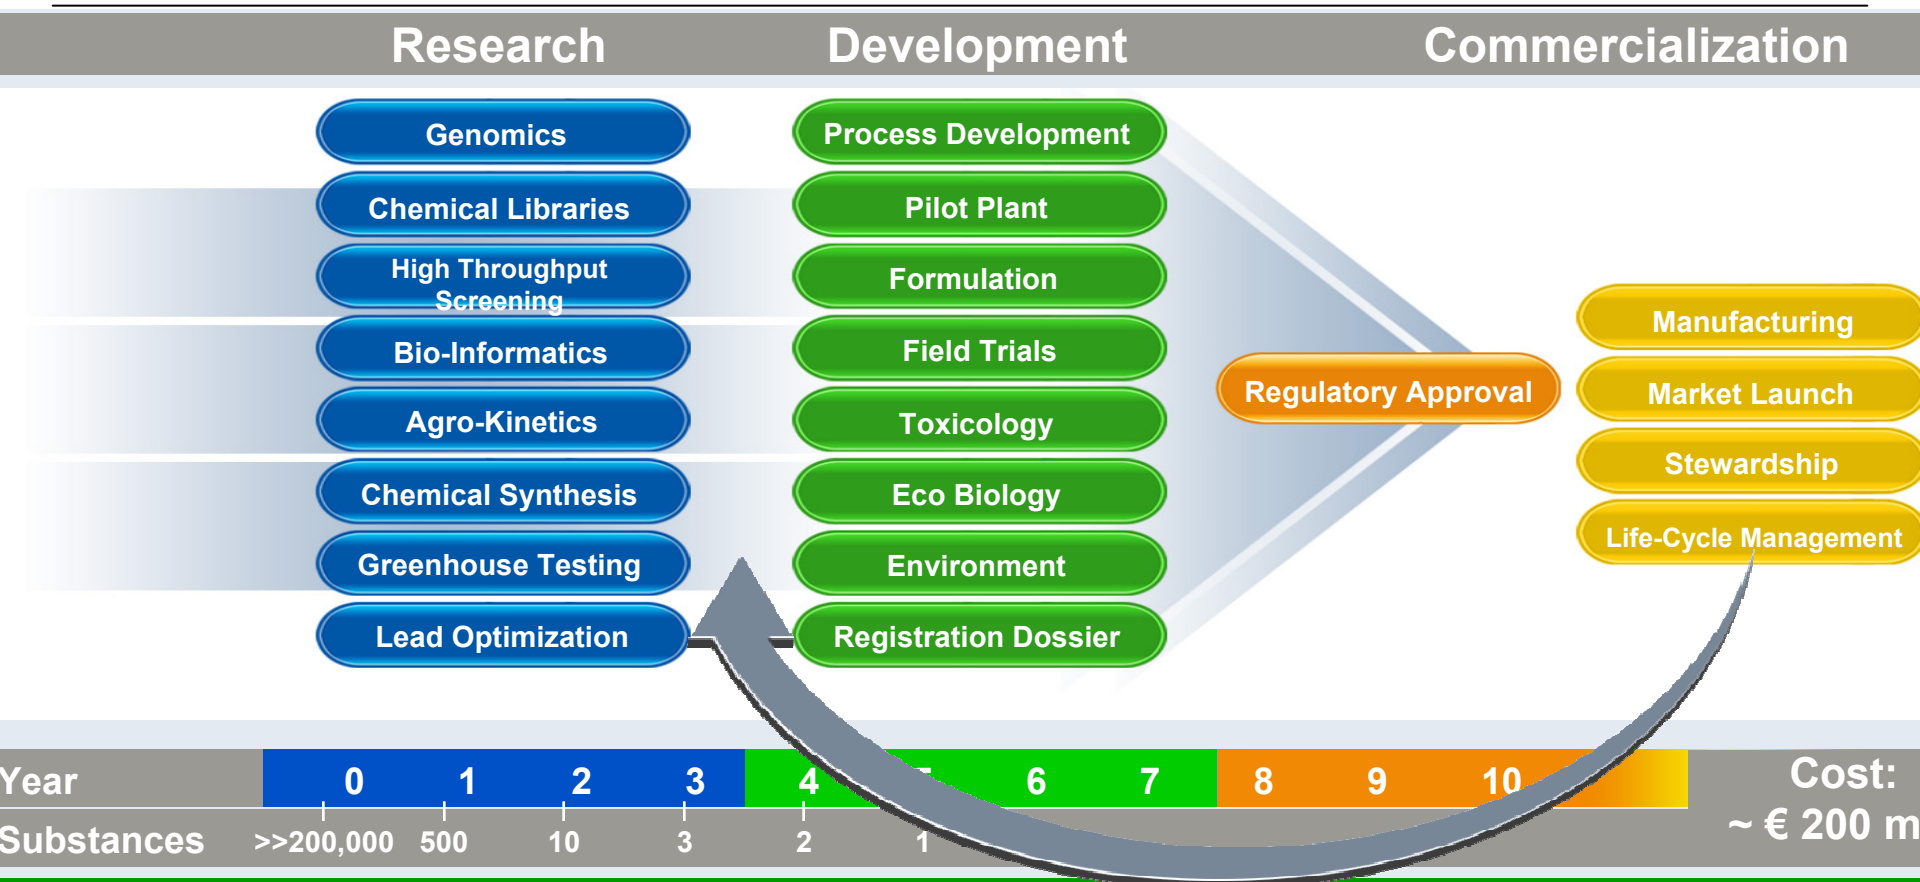 Research
Development
Commercialization
Genomics
Chemical Libraries
High Throughput
Screening
Bio-Informatics
Agro-Kinetics
Chemical Synthesis
Greenhouse Testing
Lead Optimization
Process Development
Pilot Plant
Formulation
Field Trials
Toxicology
Eco Biology
Environment
Registration Dossier
Regulatory Approval
Manufacturing
Market Launch
Stewardship
Life-Cycle Management
Year 0 1 2 3 4 6 7 8 9 10
Substances >>200,000 500 10 3 2 1
Cost:
~ € 200 m